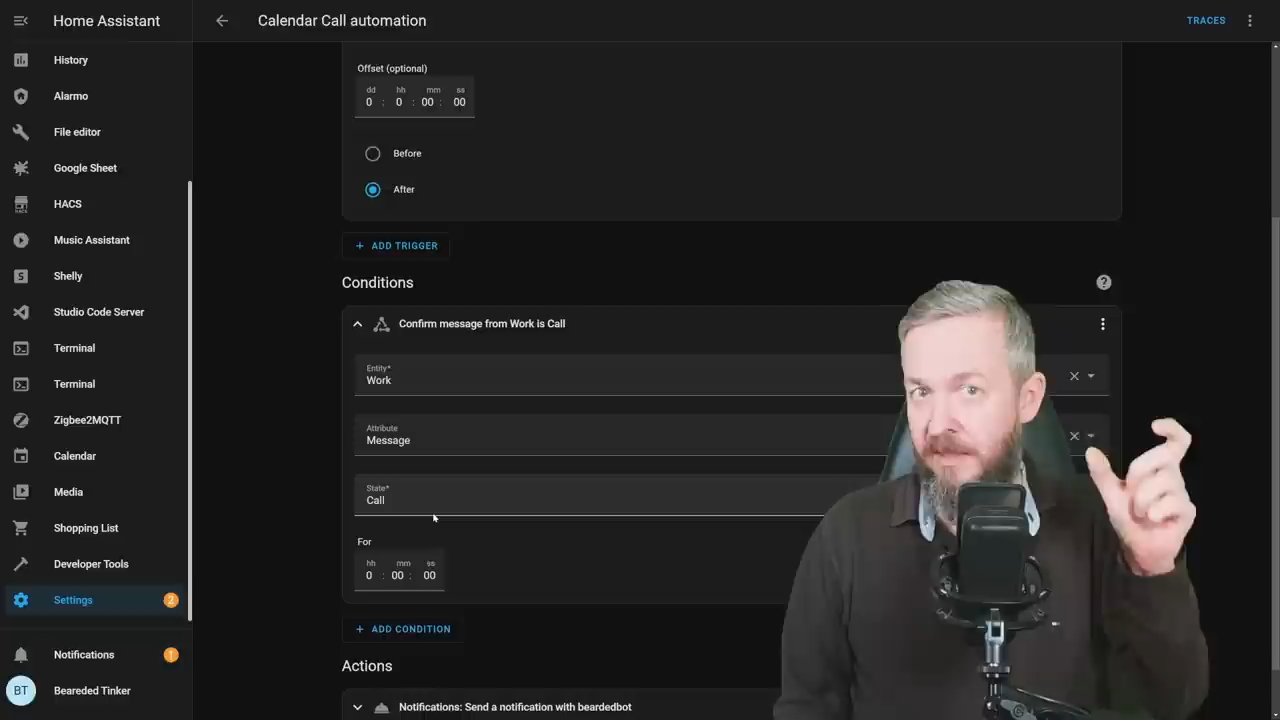 Home Assistant
Calendar Call automation
TRACES
History
Alarmo
File editor
Google Sheet
HACS
HACS
Music Assistant
Shelly
S
Studio Code Server
Terminal
Terminal
Zigbee2MQTT
Calendar
Media
Shopping List
Developer Tools
Settings
2
Notifications
1
BT
Beareded Tinker
Offset (optional)
dd hh mm ss
0 : 0 : 00 : 00
Before
After
+ ADD TRIGGER
Conditions
?
Confirm message from Work is Call
Entity*
Work
Attribute
Message
State*
Call
For
hh mm ss
0 : 00 : 00
+ ADD CONDITION
Actions
Notifications: Send a notification with beardedbot